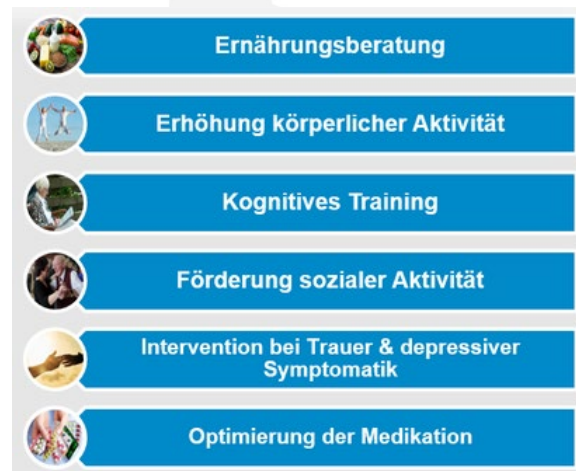 Ernährungsberatung
Erhöhung körperlicher Aktivität
Kognitives Training
Förderung sozialer Aktivität
Intervention bei Trauer & depressiver
Symptomatik
Optimierung der Medikation